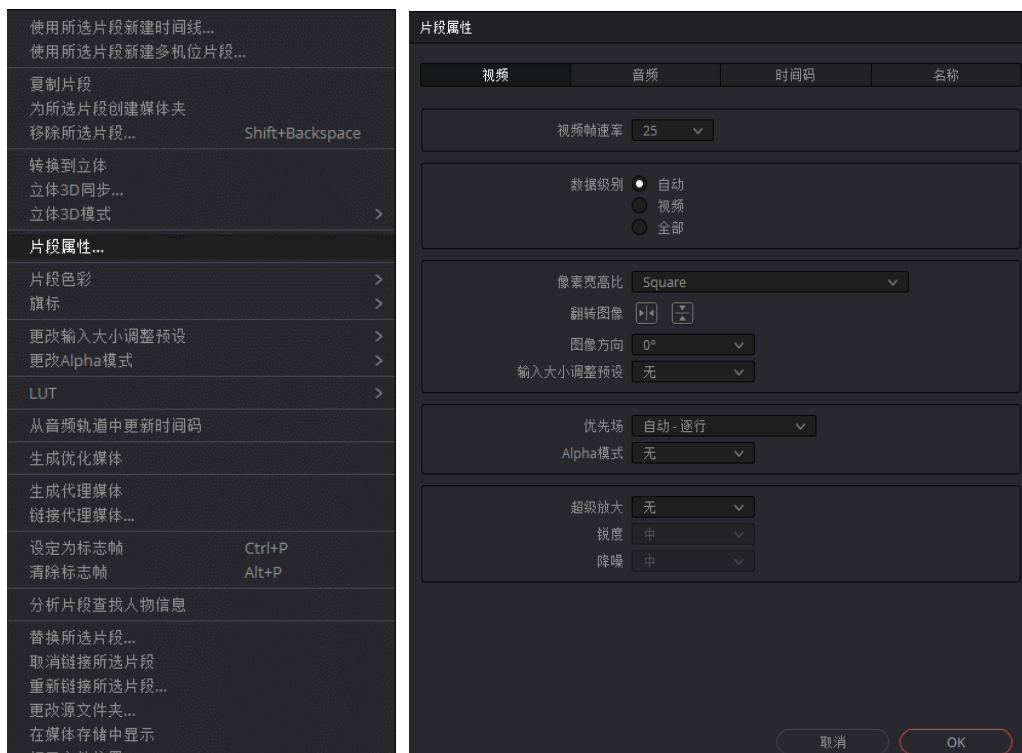 使用所选片段新建时间线...
使用所选片段新建多机位片段...
复制片段
为所选片段创建媒体夹
移除所选片段... Shift+Backspace
转换到立体
立体3D同步...
立体3D模式 >
片段属性...
片段色彩 >
旗标 >
更改输入大小调整预设 >
更改Alpha模式 >
LUT >
从音频轨道中更新时间码
生成优化媒体
生成代理媒体
链接代理媒体...
设定为标志帧 Ctrl+P
清除标志帧 Alt+P
分析片段查找人物信息
替换所选片段...
取消链接所选片段
重新链接所选片段...
更改源文件夹...
在媒体存储中显示
片段属性
视频 音频 时间码 名称
视频帧速率 25
数据级别 自动
视频
全部
像素宽高比 Square
翻转图像
图像方向 0°
输入大小调整预设 无
优先场 自动 - 逐行
Alpha模式 无
超级放大 无
锐度 中
降噪 中
取消 OK